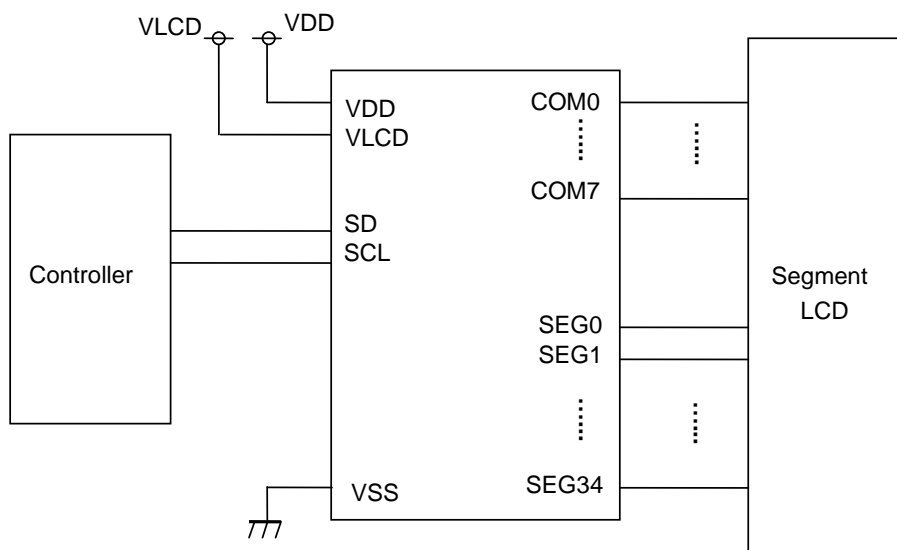 VLCD
VDD
VDD
VLCD
COM0
COM7
SD
SCL
Controller
Segment
LCD
SEG0
SEG1
VSS
SEG34